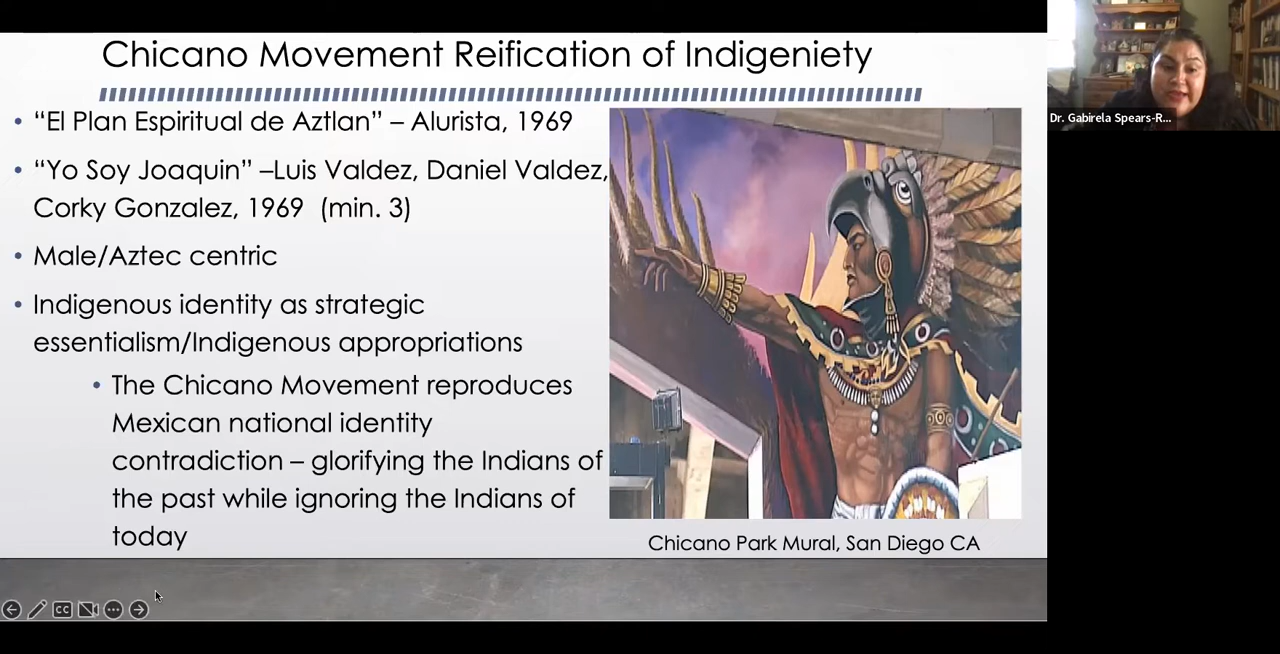 Chicano Movement Reification of Indigeniety
• “El Plan Espiritual de Aztlan” – Alurista, 1969
• “Yo Soy Joaquin” –Luis Valdez, Daniel Valdez,
Corky Gonzalez, 1969 (min. 3)
• Male/Aztec centric
• Indigenous identity as strategic
essentialism/Indigenous appropriations
• The Chicano Movement reproduces
Mexican national identity
contradiction – glorifying the Indians of
the past while ignoring the Indians of
today
Chicano Park Mural, San Diego CA
Dr. Gabirela Spears-R...
CC